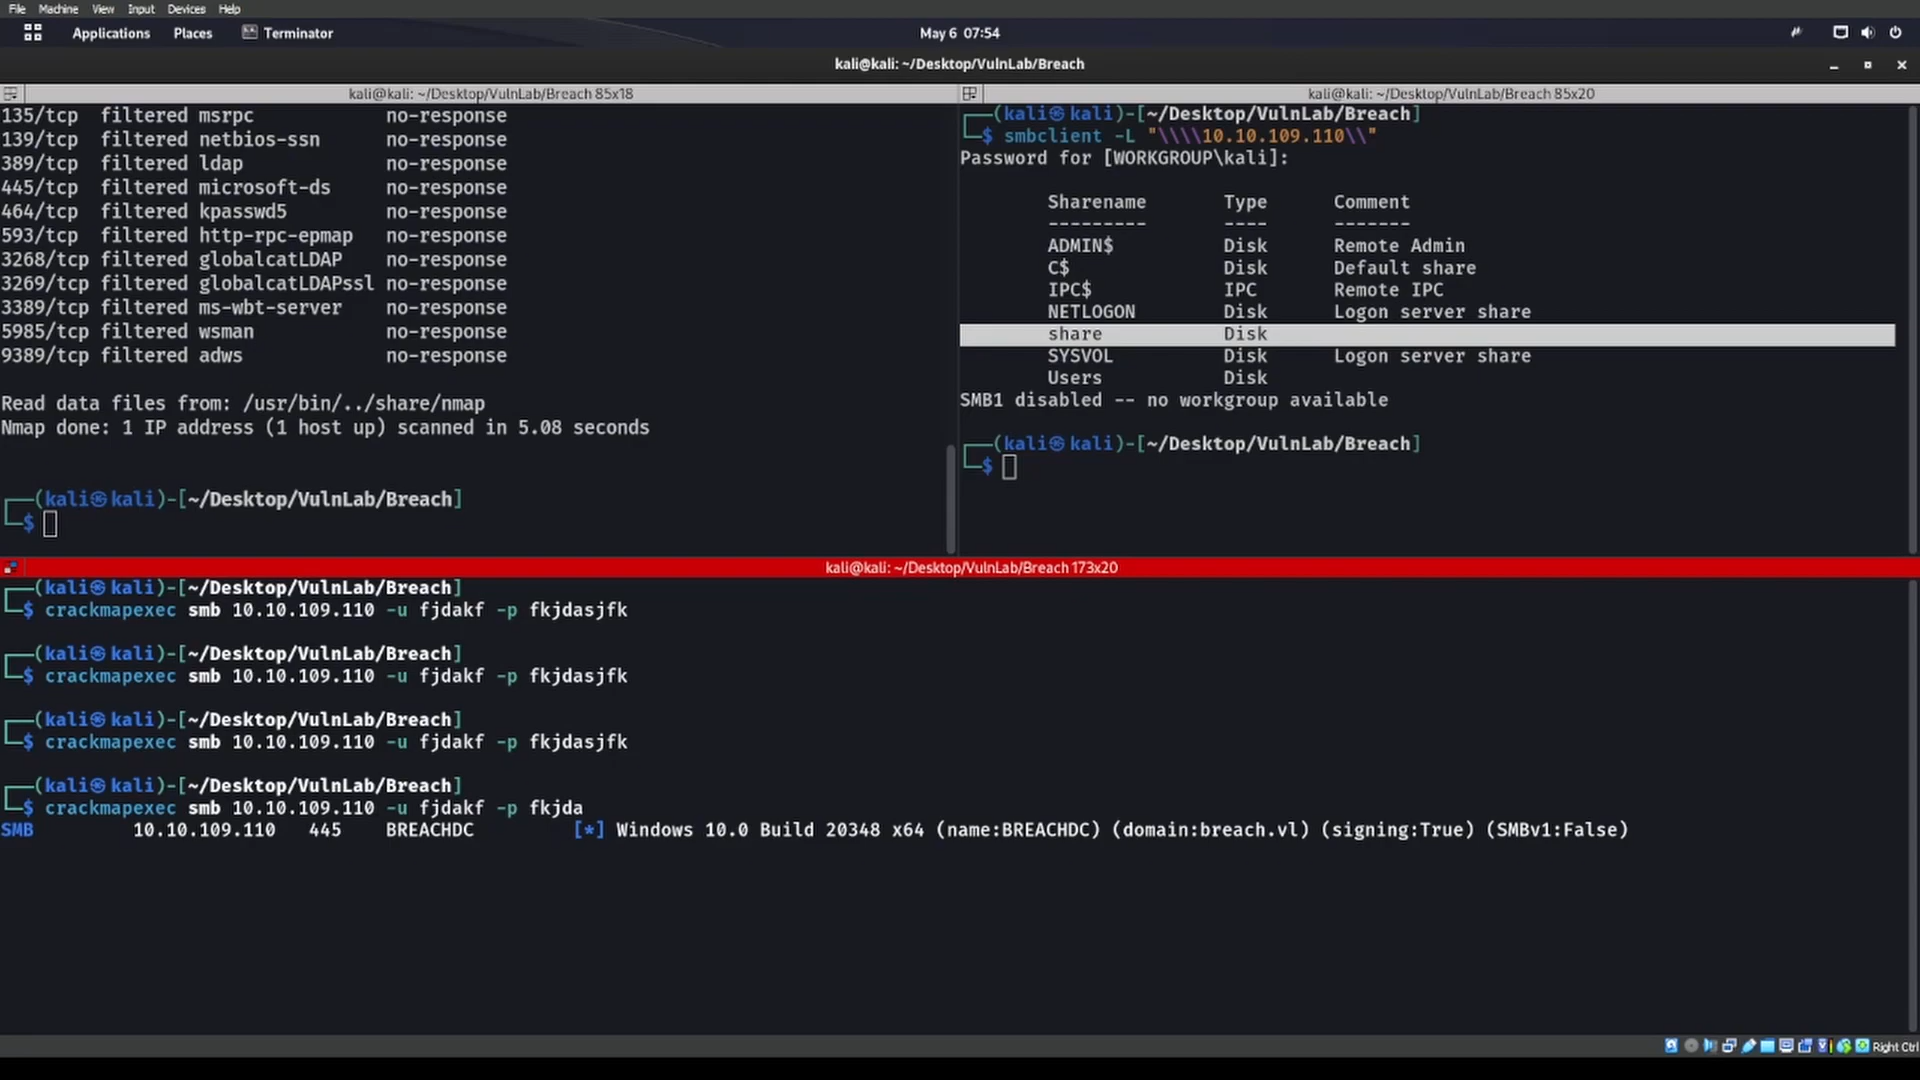 File Machine View Input Devices Help
Applications Places Terminator May 6 07:54
kali@kali: ~/Desktop/VulnLab/Breach
kali@kali: ~/Desktop/VulnLab/Breach 85x18
135/tcp filtered msrpc no-response
139/tcp filtered netbios-ssn no-response
389/tcp filtered ldap no-response
445/tcp filtered microsoft-ds no-response
464/tcp filtered kpasswd5 no-response
593/tcp filtered http-rpc-epmap no-response
3268/tcp filtered globalcatLDAP no-response
3269/tcp filtered globalcatLDAPssl no-response
3389/tcp filtered ms-wbt-server no-response
5985/tcp filtered wsman no-response
9389/tcp filtered adws no-response
Read data files from: /usr/bin/../share/nmap
Nmap done: 1 IP address (1 host up) scanned in 5.08 seconds
(kali㉿kali)-[~/Desktop/VulnLab/Breach]
$
kali@kali: ~/Desktop/VulnLab/Breach 85x20
(kali㉿kali)-[~/Desktop/VulnLab/Breach]
$ smbclient -L "\\\\10.10.109.110\\"
Password for [WORKGROUP\kali]:
Sharename Type Comment
--------- ---- -------
ADMIN$ Disk Remote Admin
C$ Disk Default share
IPC$ IPC Remote IPC
NETLOGON Disk Logon server share
share Disk
SYSVOL Disk Logon server share
Users Disk
SMB1 disabled -- no workgroup available
(kali㉿kali)-[~/Desktop/VulnLab/Breach]
$
kali@kali: ~/Desktop/VulnLab/Breach 173x20
(kali㉿kali)-[~/Desktop/VulnLab/Breach]
$ crackmapexec smb 10.10.109.110 -u fjdakf -p fkjdasjfk
(kali㉿kali)-[~/Desktop/VulnLab/Breach]
$ crackmapexec smb 10.10.109.110 -u fjdakf -p fkjdasjfk
(kali㉿kali)-[~/Desktop/VulnLab/Breach]
$ crackmapexec smb 10.10.109.110 -u fjdakf -p fkjdasjfk
(kali㉿kali)-[~/Desktop/VulnLab/Breach]
$ crackmapexec smb 10.10.109.110 -u fjdakf -p fkjda
SMB 10.10.109.110 445 BREACHDC [*] Windows 10.0 Build 20348 x64 (name:BREACHDC) (domain:breach.vl) (signing:True) (SMBv1:False)
Right Ctrl